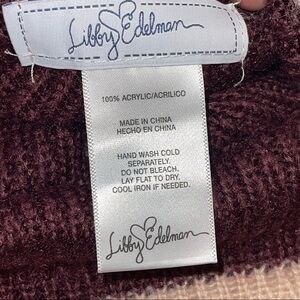 Libby Edelman
100% ACRYLIC/ACRILICO
MADE IN CHINA
HECHO EN CHINA
HAND WASH COLD
SEPARATELY.
DO NOT BLEACH.
LAY FLAT TO DRY.
COOL IRON IF NEEDED.
Libby Edelman